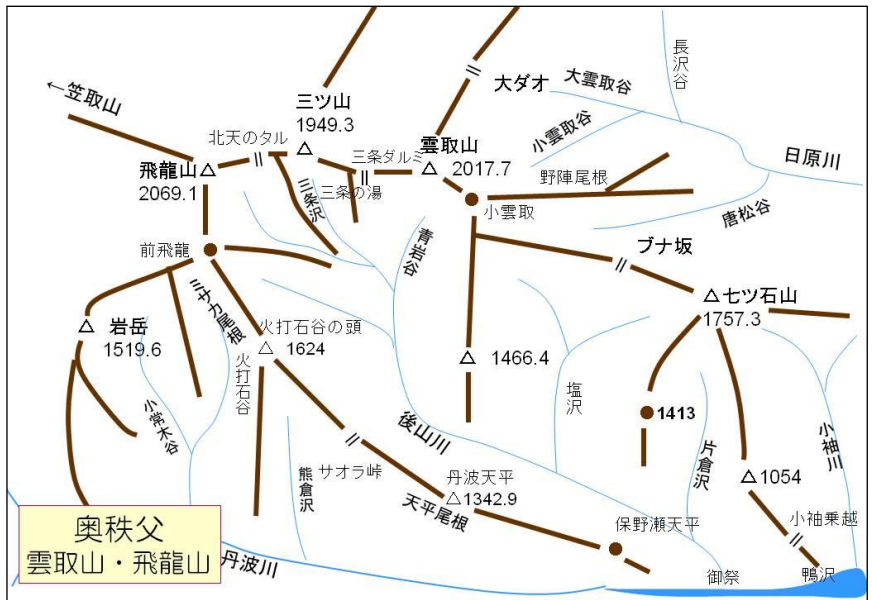 長沢谷
大ダオ
大雲取谷
←笠取山
三ツ山
1949.3
小雲取谷
北天のタル
三条ダルミ
雲取山
2017.7
日原川
飛龍山
2069.1
三条の湯
三条沢
野陣尾根
小雲取
唐松谷
青岩谷
ブナ坂
前飛龍
七ツ石山
1757.3
ミサカ尾根
岩岳
1519.6
火打石谷の頭
1624
火打石谷
1466.4
塩沢
小常木谷
1413
後山川
片倉沢
小袖川
熊倉沢
サオラ峠
丹波天平
1342.9
天平尾根
1054
保野瀬天平
小袖乗越
奥秩父
雲取山・飛龍山
丹波川
御祭
鴨沢